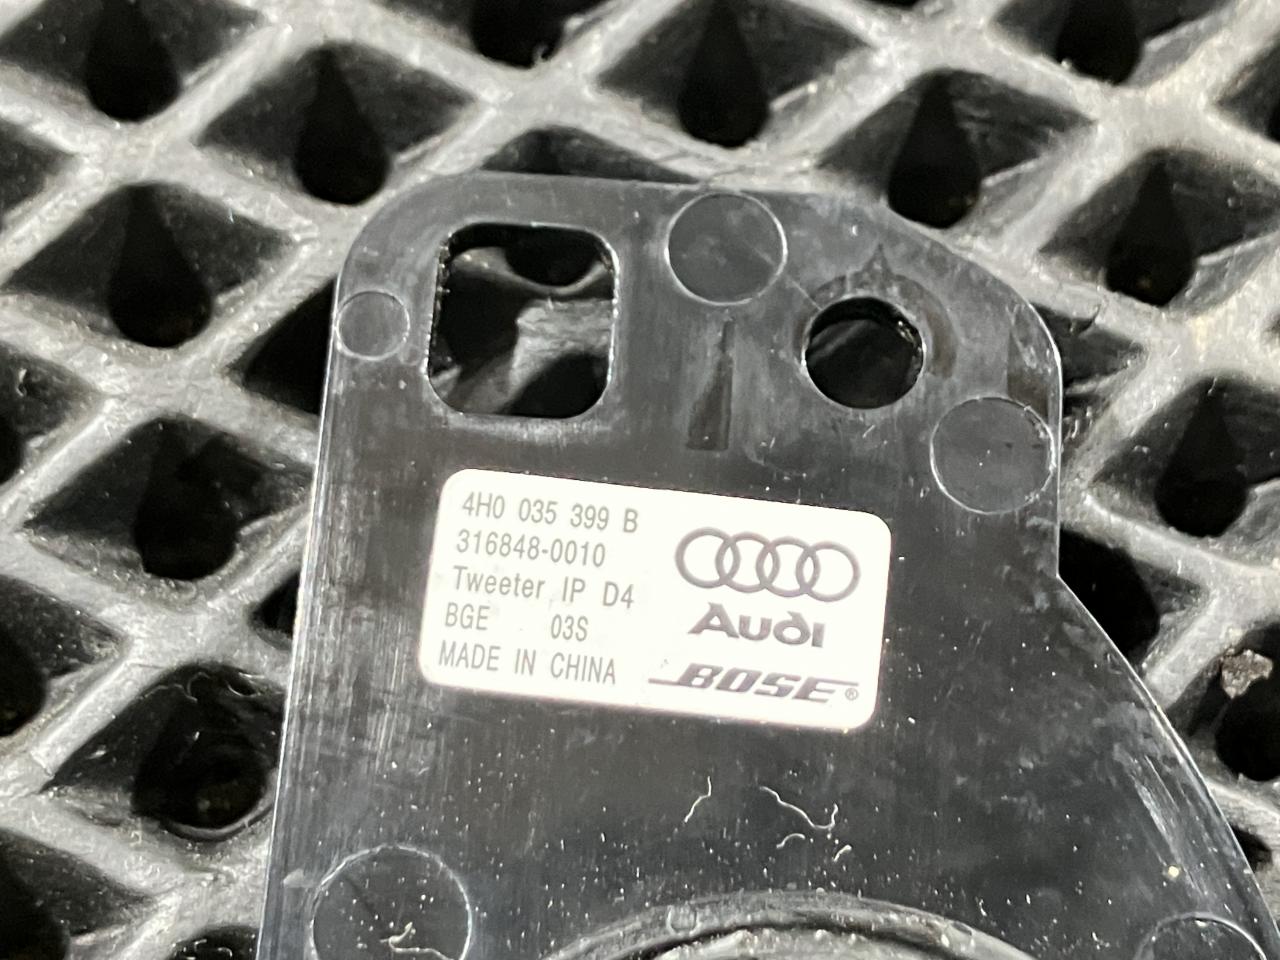 4H0 035 399 B
316848-0010
Tweeter IP D4
BGE 03S
MADE IN CHINA
Audi
BOSE®